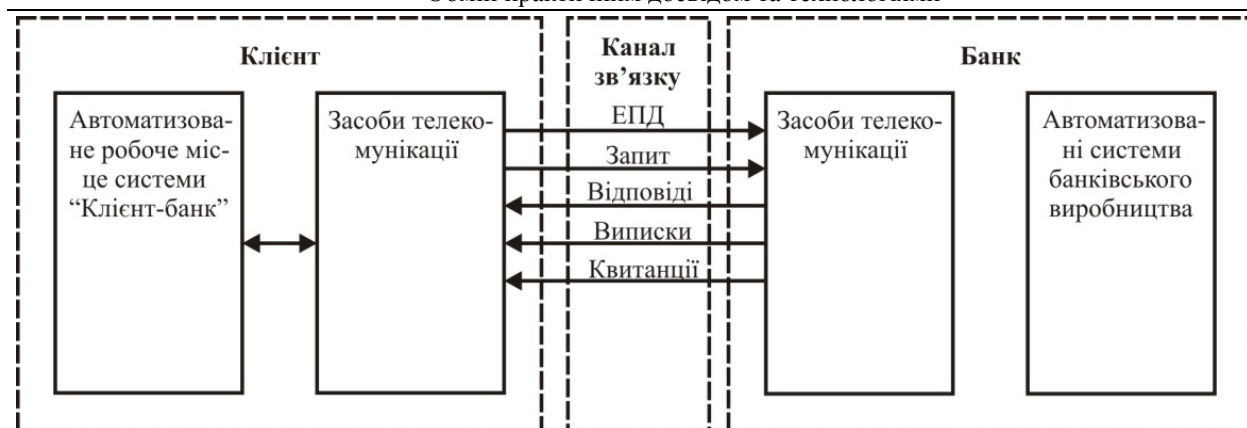 Клієнт
Автоматизова-
не робоче міс-
це системи
“Клієнт-банк”
Засоби телеко-
мунікації
Канал
зв’язку
ЕПД
Запит
Відповіді
Виписки
Квитанції
Банк
Засоби телеко-
мунікації
Автоматизова-
ні системи
банківського
виробництва